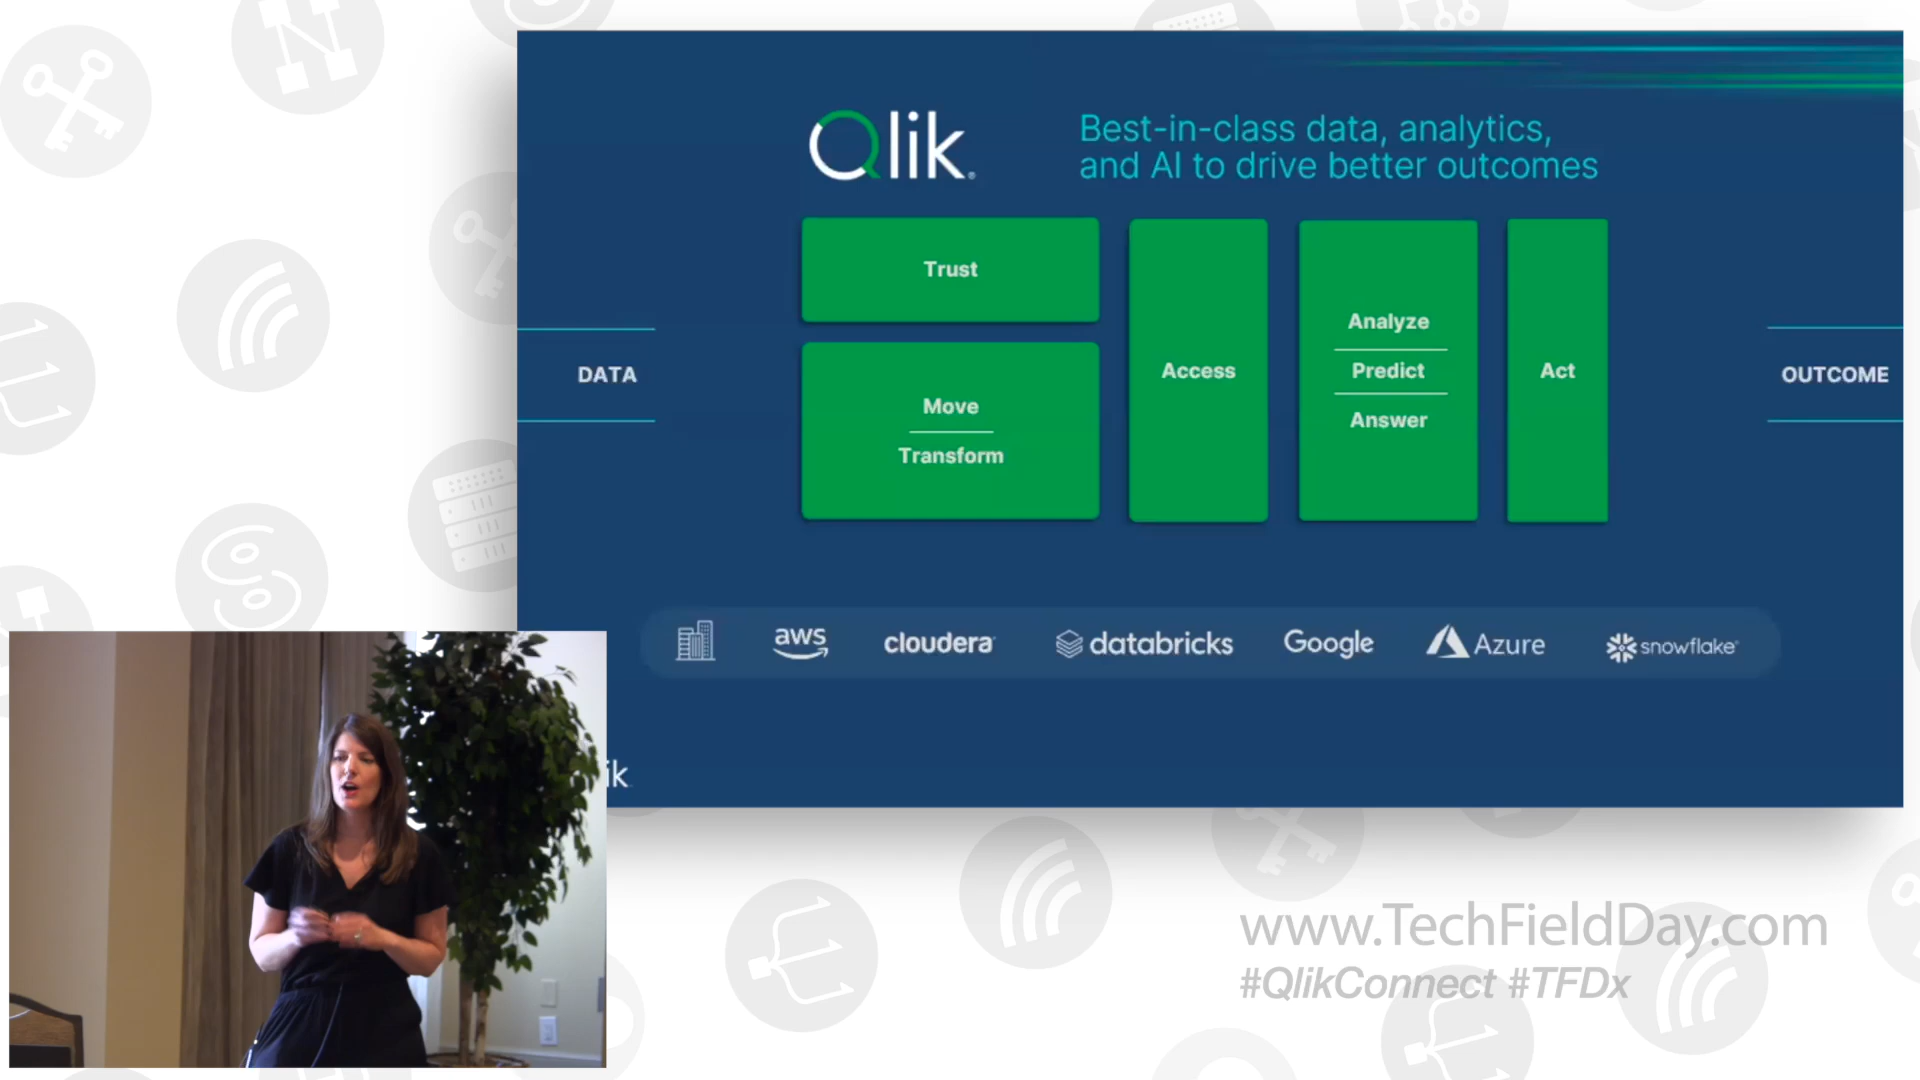 Qlik
Best-in-class data, analytics,
and AI to drive better outcomes
Trust
Move
Transform
Access
Analyze
Predict
Answer
Act
DATA
OUTCOME
aws
cloudera
databricks
Google
Azure
snowflake
ik
www.TechFieldDay.com
#QlikConnect #TFDx